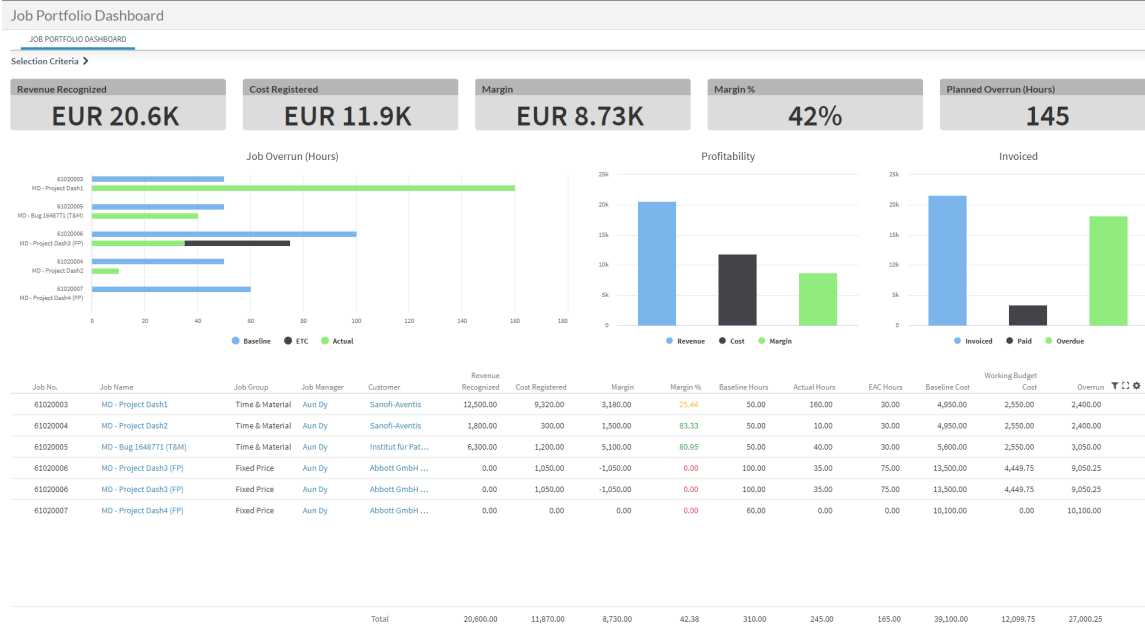 Job Portfolio Dashboard
JOB PORTFOLIO DASHBOARD
Selection Criteria
Revenue Recognized
EUR 20.6K
Cost Registered
EUR 11.9K
Margin
EUR 8.73K
Margin %
42%
Planned Overrun (Hours)
145
Job Overrun (Hours)
61020003
MD - Project Dash1
61020005
MD - Bug 1648771 (T&M)
61020006
MD - Project Dash3 (FP)
61020004
MD - Project Dash2
61020007
MD - Project Dash4 (FP)
0 20 40 60 80 100 120 140 160 180
Baseline ETC Actual
Profitability
25k
20k
15k
10k
5k
0
Revenue Cost Margin
Invoiced
25k
20k
15k
10k
5k
0
Invoiced Paid Overdue
Job No. Job Name Job Group Job Manager Customer Revenue Recognized Cost Registered Margin Margin % Baseline Hours Actual Hours EAC Hours Baseline Cost Working Budget Cost Overrun
61020003 MD - Project Dash1 Time & Material Aun Dy Sanofi-Aventis 12,500.00 9,320.00 3,180.00 25.44 50.00 160.00 30.00 4,950.00 2,550.00 2,400.00
61020004 MD - Project Dash2 Time & Material Aun Dy Sanofi-Aventis 1,800.00 300.00 1,500.00 83.33 50.00 10.00 30.00 4,950.00 2,550.00 2,400.00
61020005 MD - Bug 1648771 (T&M) Time & Material Aun Dy Institut für Pat... 6,300.00 1,200.00 5,100.00 80.95 50.00 40.00 30.00 5,600.00 2,550.00 3,050.00
61020006 MD - Project Dash3 (FP) Fixed Price Aun Dy Abbott GmbH ... 0.00 1,050.00 -1,050.00 0.00 100.00 35.00 75.00 13,500.00 4,449.75 9,050.25
61020006 MD - Project Dash3 (FP) Fixed Price Aun Dy Abbott GmbH ... 0.00 1,050.00 -1,050.00 0.00 100.00 35.00 75.00 13,500.00 4,449.75 9,050.25
61020007 MD - Project Dash4 (FP) Fixed Price Aun Dy Abbott GmbH ... 0.00 0.00 0.00 0.00 60.00 0.00 0.00 10,100.00 0.00 10,100.00
Total 20,600.00 11,870.00 8,730.00 42.38 310.00 245.00 165.00 39,100.00 12,099.75 27,000.25